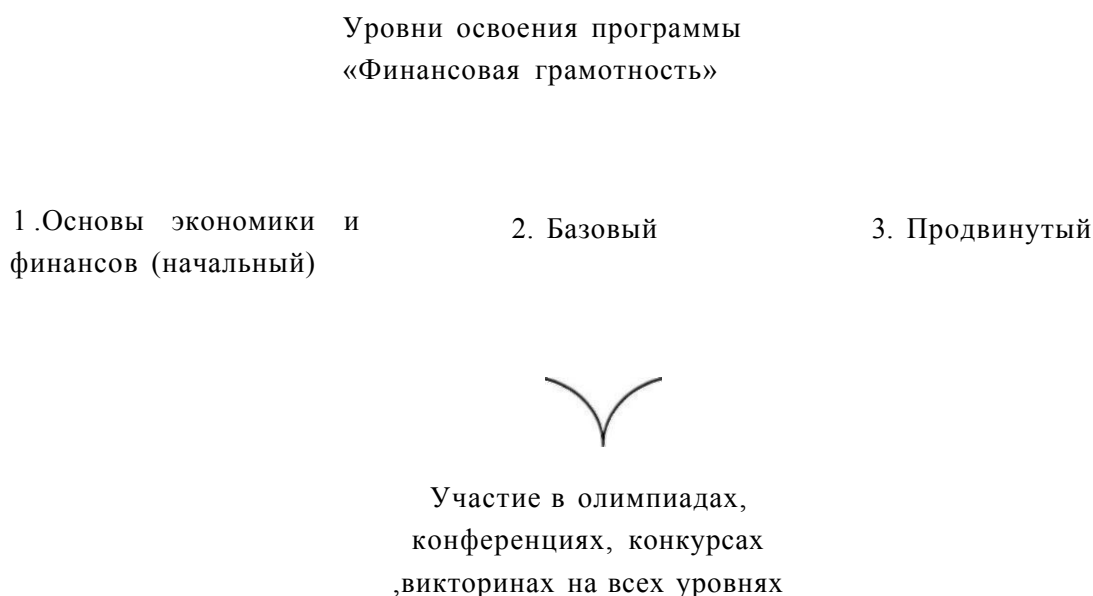 Уровни освоения программы
«Финансовая грамотность»
1 .Основы экономики и
финансов (начальный)
2. Базовый
3. Продвинутый
Участие в олимпиадах,
конференциях, конкурсах
,викторинах на всех уровнях